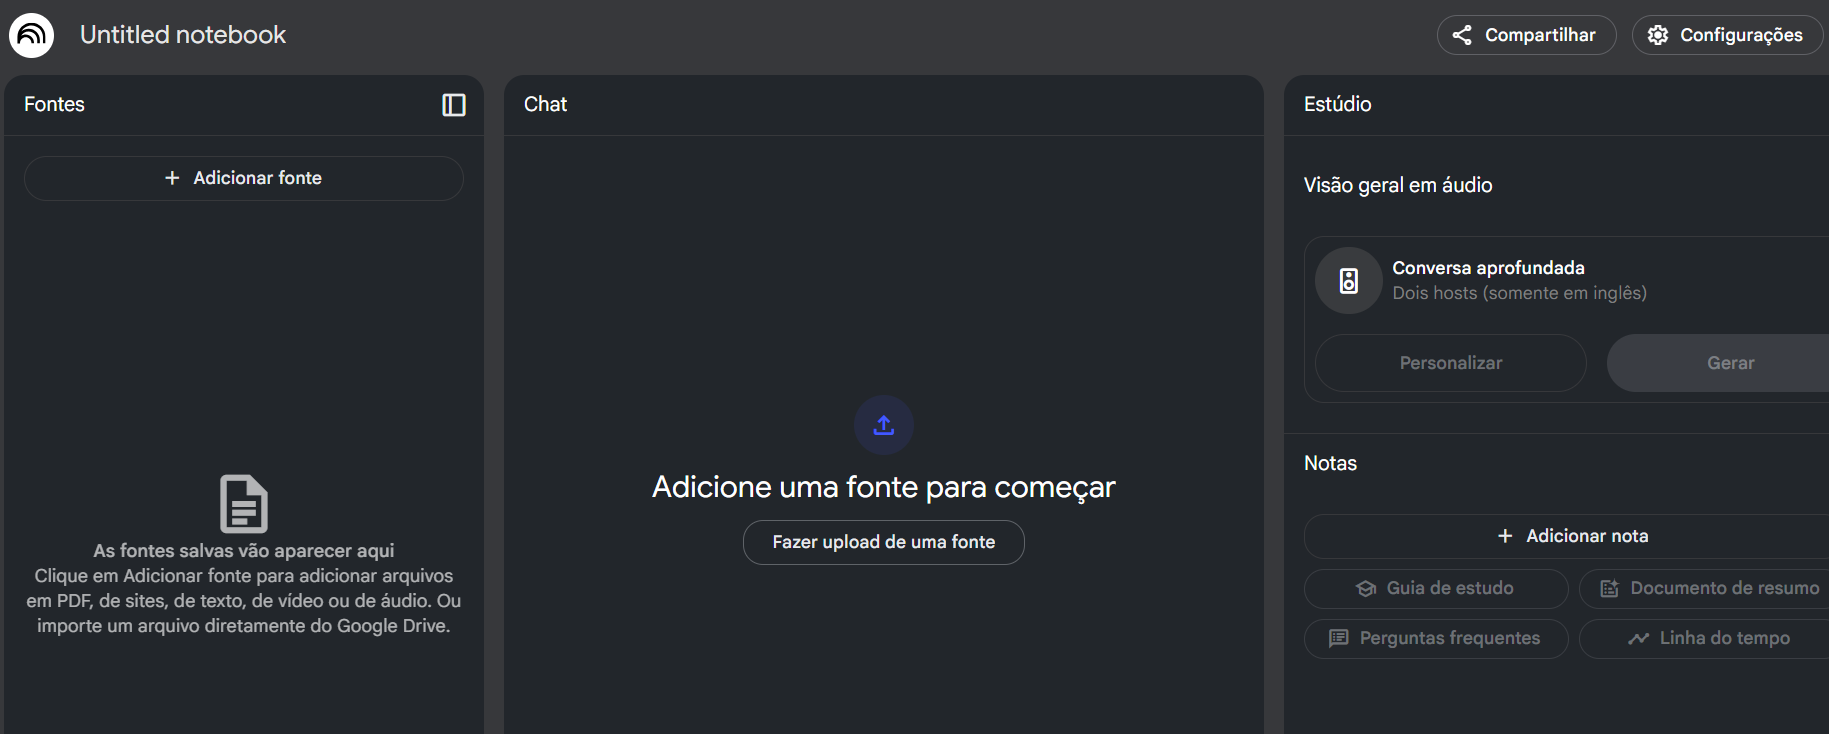 Untitled notebook
Compartilhar
Configurações
Fontes
Adicionar fonte
As fontes salvas vão aparecer aqui
Clique em Adicionar fonte para adicionar arquivos
em PDF, de sites, de texto, de vídeo ou de áudio. Ou
importe um arquivo diretamente do Google Drive.
Chat
Adicione uma fonte para começar
Fazer upload de uma fonte
Estúdio
Visão geral em áudio
Conversa aprofundada
Dois hosts (somente em inglês)
Personalizar
Gerar
Notas
Adicionar nota
Guia de estudo
Documento de resumo
Perguntas frequentes
Linha do tempo